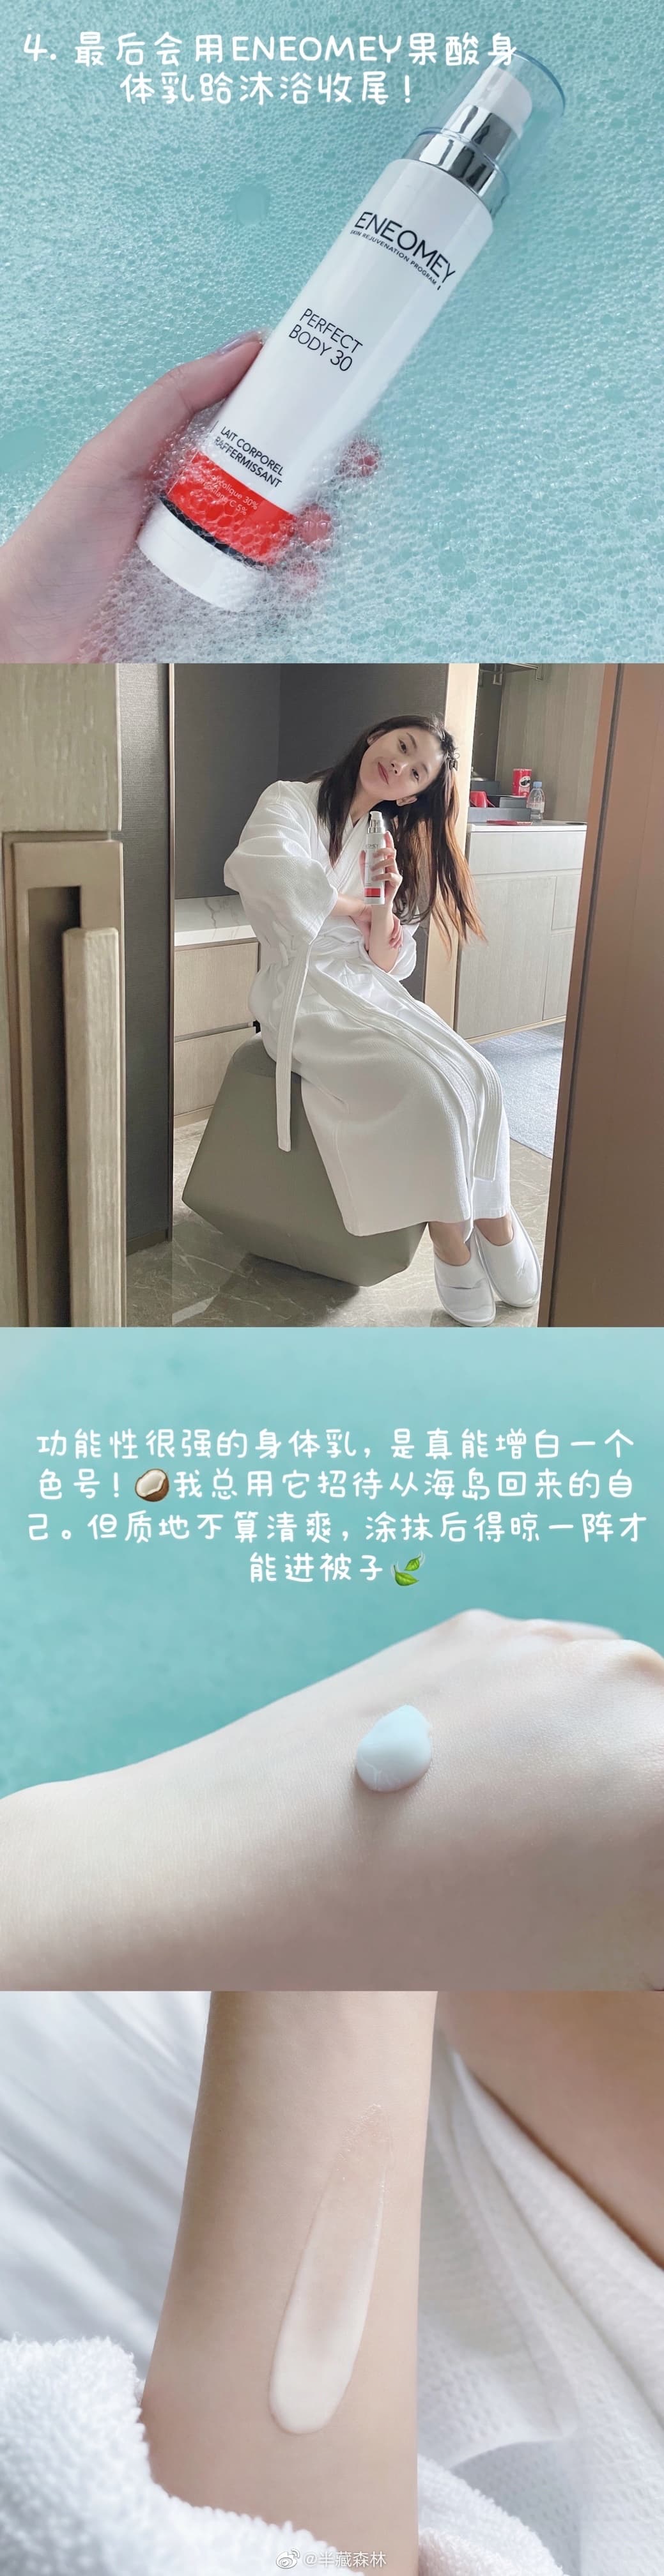 4. 最后会用ENEOMEY果酸身
体乳给沐浴收尾!
ENEOMEY
SKIN REJUVENATION PROGRAM
PERFECT
BODY 30
LAIT CORPOREL
RAFFERMISSANT
30%
C 5%
功能性很强的身体乳, 是真能增白一个
色号! 🥥我总用它招待从海岛回来的自
己。但质地不算清爽, 涂抹后得晾一阵才
能进被子🌿
@半藏森林